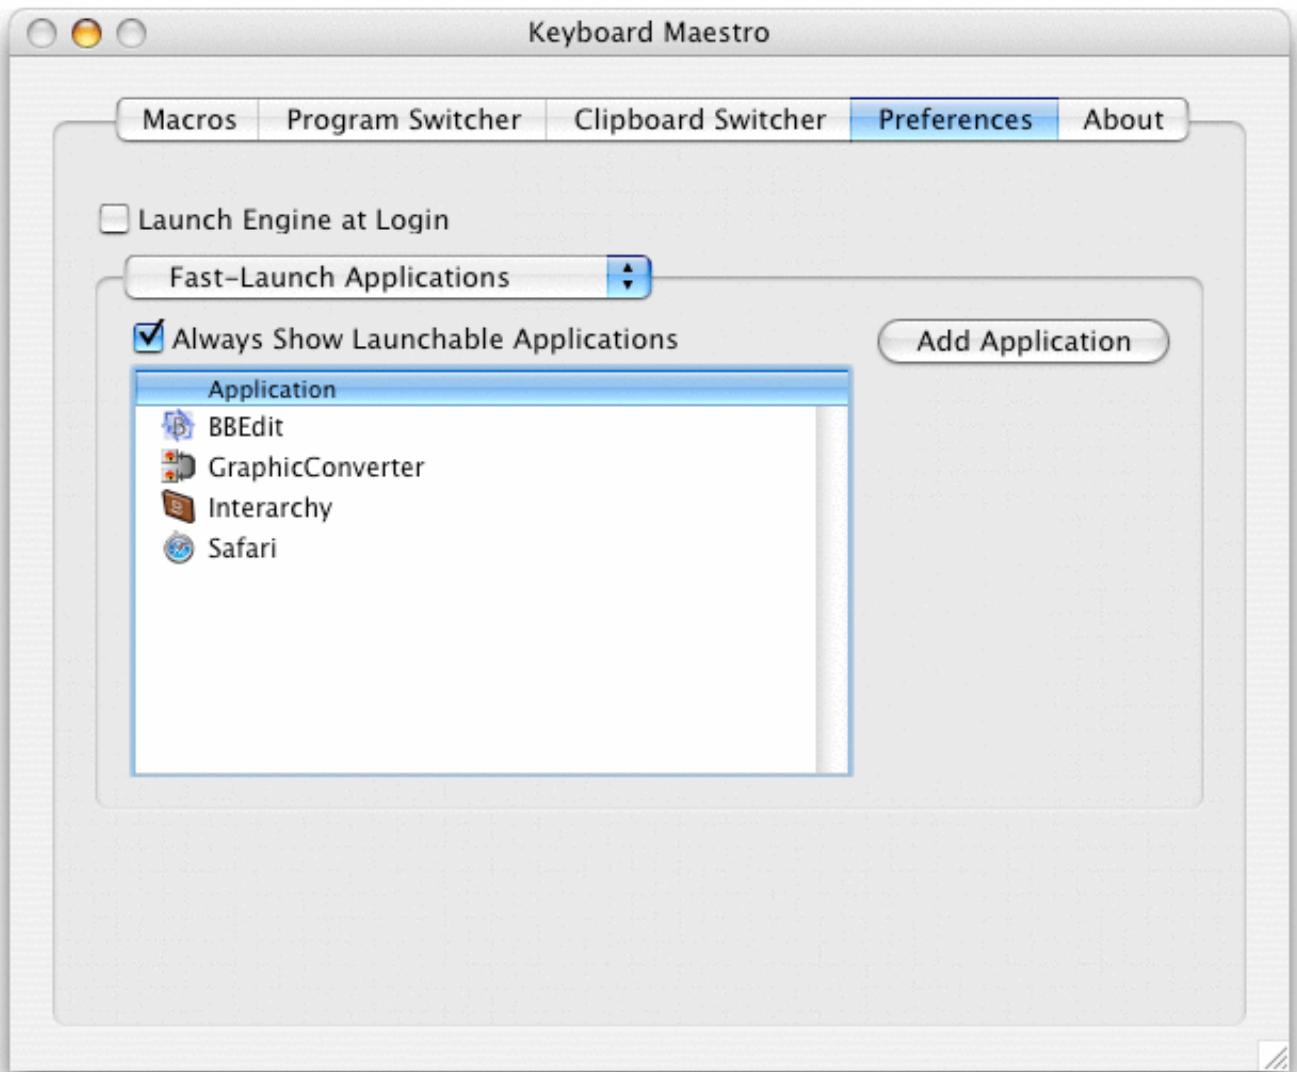 Keyboard Maestro
Macros Program Switcher Clipboard Switcher Preferences About
Launch Engine at Login
Fast-Launch Applications
Always Show Launchable Applications Add Application
Application
BBEdit
GraphicConverter
Interarchy
Safari